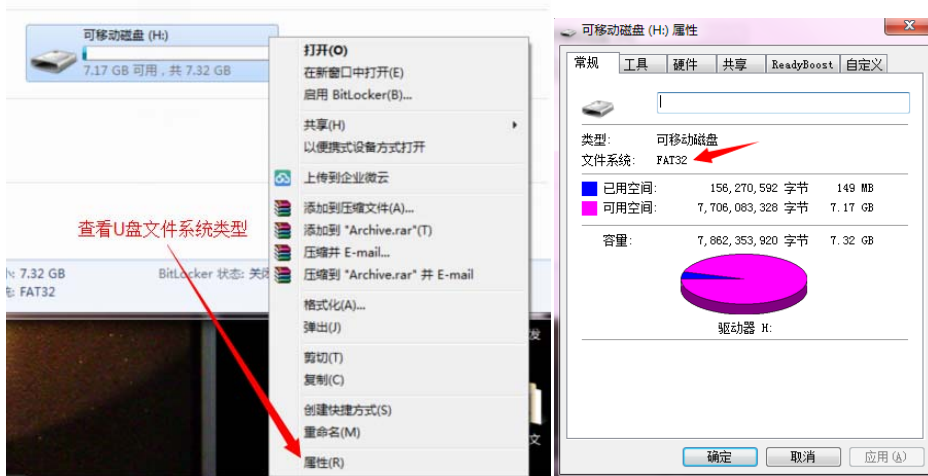 可移动磁盘 (H:)
7.17 GB 可用，共 7.32 GB
打开(O)
在新窗口中打开(E)
启用 BitLocker(B)...
共享(H)
以便携式设备方式打开
上传到企业微云
添加到压缩文件(A)...
添加到 "Archive.rar"(T)
压缩并 E-mail...
压缩到 "Archive.rar" 并 E-mail
格式化(A)...
弹出(J)
剪切(T)
复制(C)
创建快捷方式(S)
重命名(M)
属性(R)
查看U盘文件系统类型
: 7.32 GB
BitLocker 状态: 关闭
: FAT32
发
文
可移动磁盘 (H:) 属性
常规 工具 硬件 共享 ReadyBoost 自定义
类型: 可移动磁盘
文件系统: FAT32
已用空间: 156,270,592 字节 149 MB
可用空间: 7,706,083,328 字节 7.17 GB
容量: 7,862,353,920 字节 7.32 GB
驱动器 H:
确定 取消 应用(A)